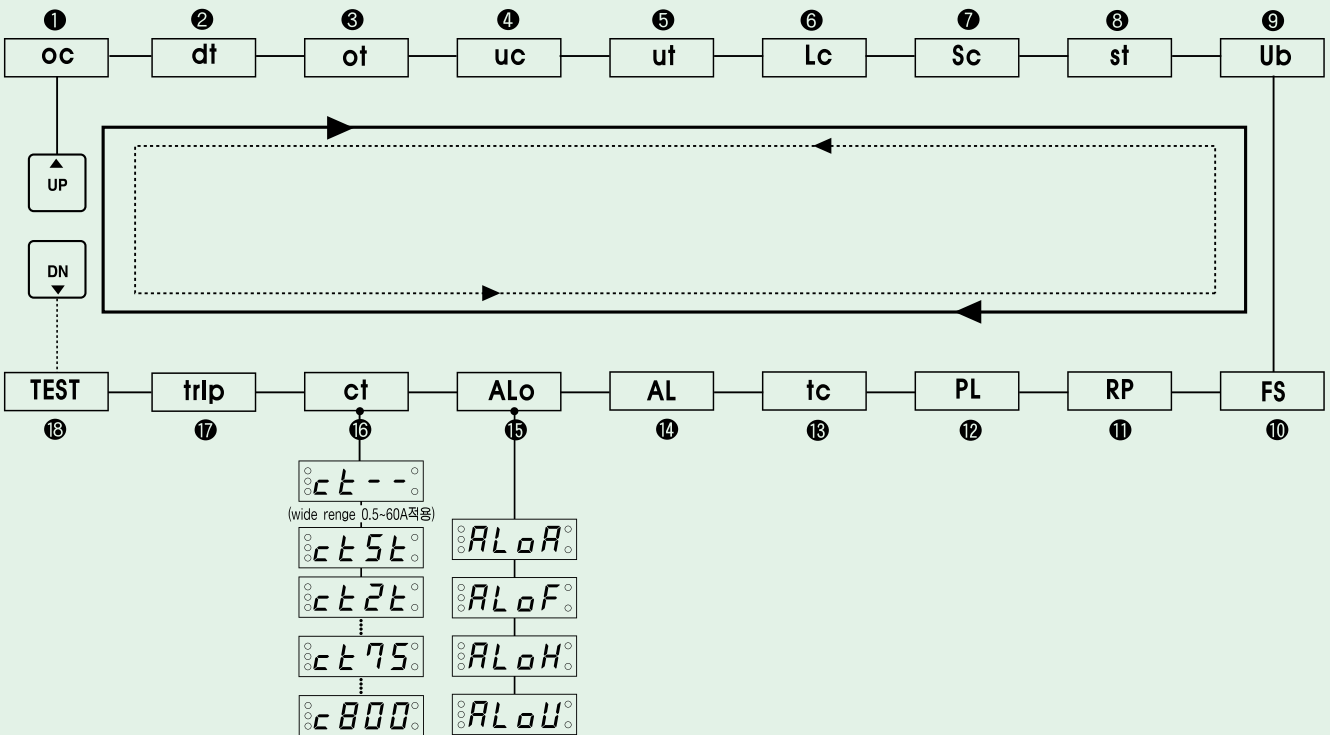 ❶ ❷ ❸ ❹ ❺ ❻ ❼ ❽ ❾
oc dt ot uc ut Lc Sc st Ub
UP
DN
TEST trIp ct ALo AL tc PL RP FS
⓲ ⓱ ⓰ ⓯ ⓮ ⓭ ⓬ ⓫ ❿
ct--
(wide renge 0.5~60A적용)
ct5t
ct2t
ct75
c800
ALoA
ALoF
ALoH
ALoU